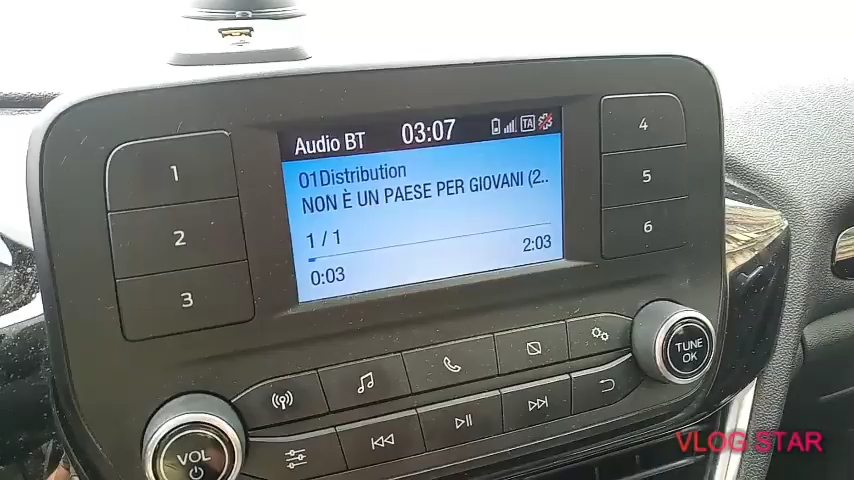 Audio BT 03:07 TA
01Distribution
NON È UN PAESE PER GIOVANI (2..
1 / 1
0:03 2:03
1
2
3
4
5
6
TUNE
OK
VOL
VLOG STAR